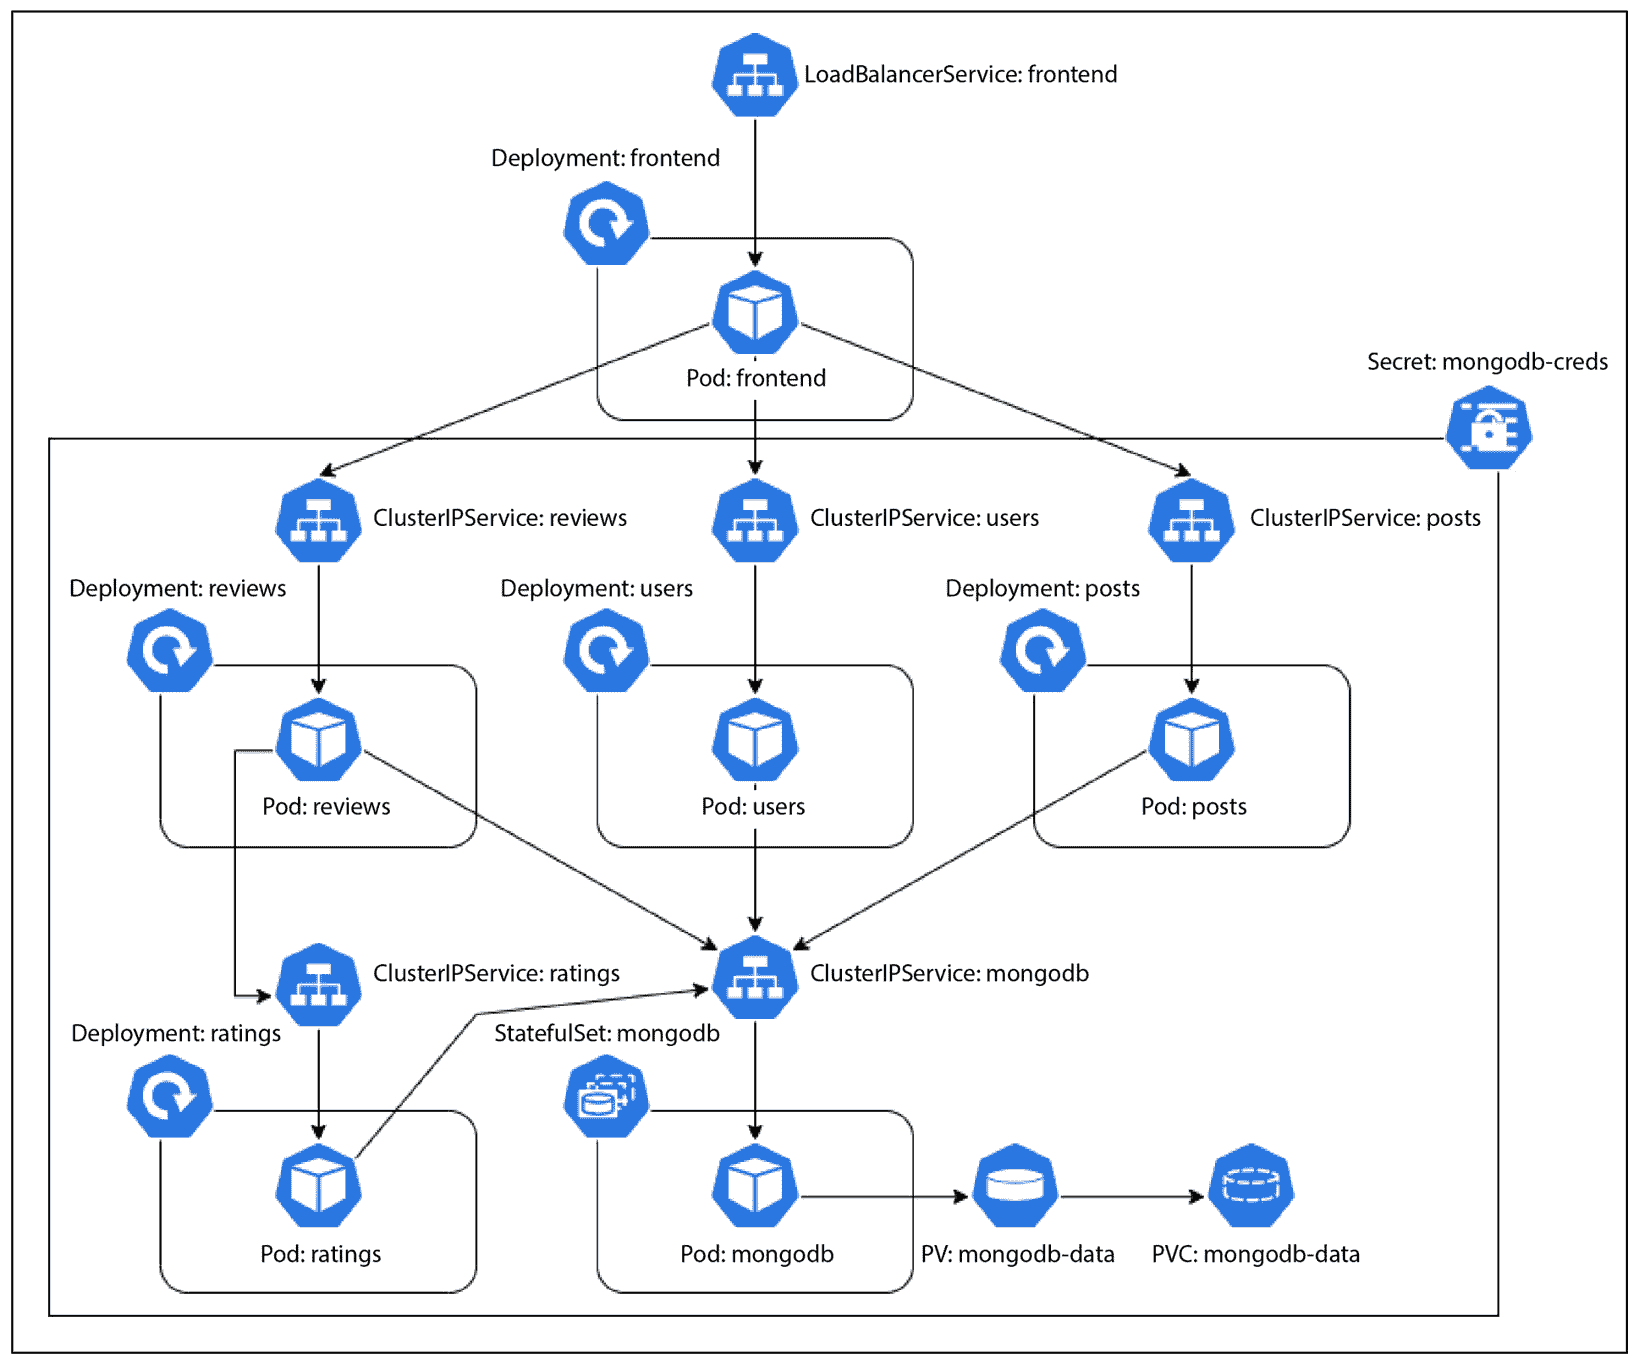 LoadBalancerService: frontend
Deployment: frontend
Pod: frontend
Secret: mongodb-creds
ClusterIPService: reviews
ClusterIPService: users
ClusterIPService: posts
Deployment: reviews
Deployment: users
Deployment: posts
Pod: reviews
Pod: users
Pod: posts
ClusterIPService: ratings
ClusterIPService: mongodb
Deployment: ratings
StatefulSet: mongodb
Pod: ratings
Pod: mongodb
PV: mongodb-data
PVC: mongodb-data